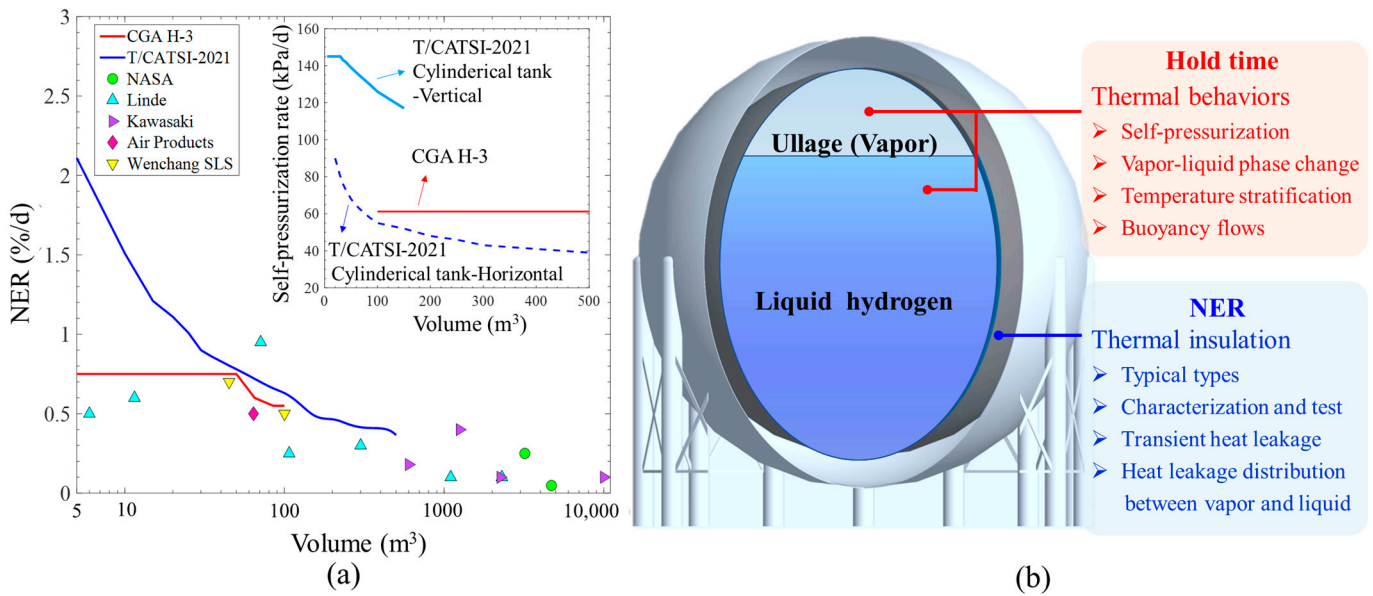 3
2.5
2
1.5
1
0.5
0
NER (%/d)
5
10
100
1000
10,000
Volume (m³)
CGA H-3
T/CATSI-2021
NASA
Linde
Kawasaki
Air Products
Wenchang SLS
160
140
120
100
80
60
40
20
Self-pressurization rate (kPa/d)
T/CATSI-2021
Cylinderical tank
-Vertical
CGA H-3
T/CATSI-2021
Cylinderical tank-Horizontal
0
100
200
300
400
500
Volume (m³)
(a)
Ullage (Vapor)
Liquid hydrogen
Hold time
Thermal behaviors
➢ Self-pressurization
➢ Vapor-liquid phase change
➢ Temperature stratification
➢ Buoyancy flows
NER
Thermal insulation
➢ Typical types
➢ Characterization and test
➢ Transient heat leakage
➢ Heat leakage distribution
between vapor and liquid
(b)